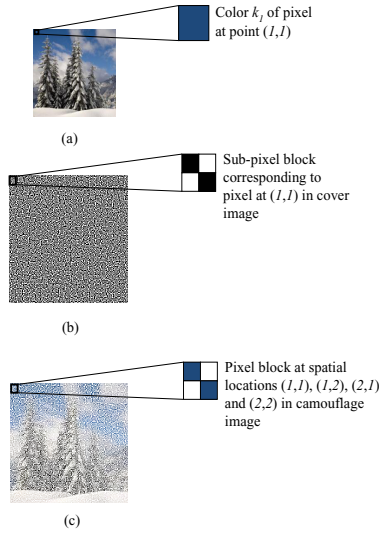 Color k1 of pixel
at point (1,1)
(a)
Sub-pixel block
corresponding to
pixel at (1,1) in cover
image
(b)
Pixel block at spatial
locations (1,1), (1,2), (2,1)
and (2,2) in camouflage
image
(c)